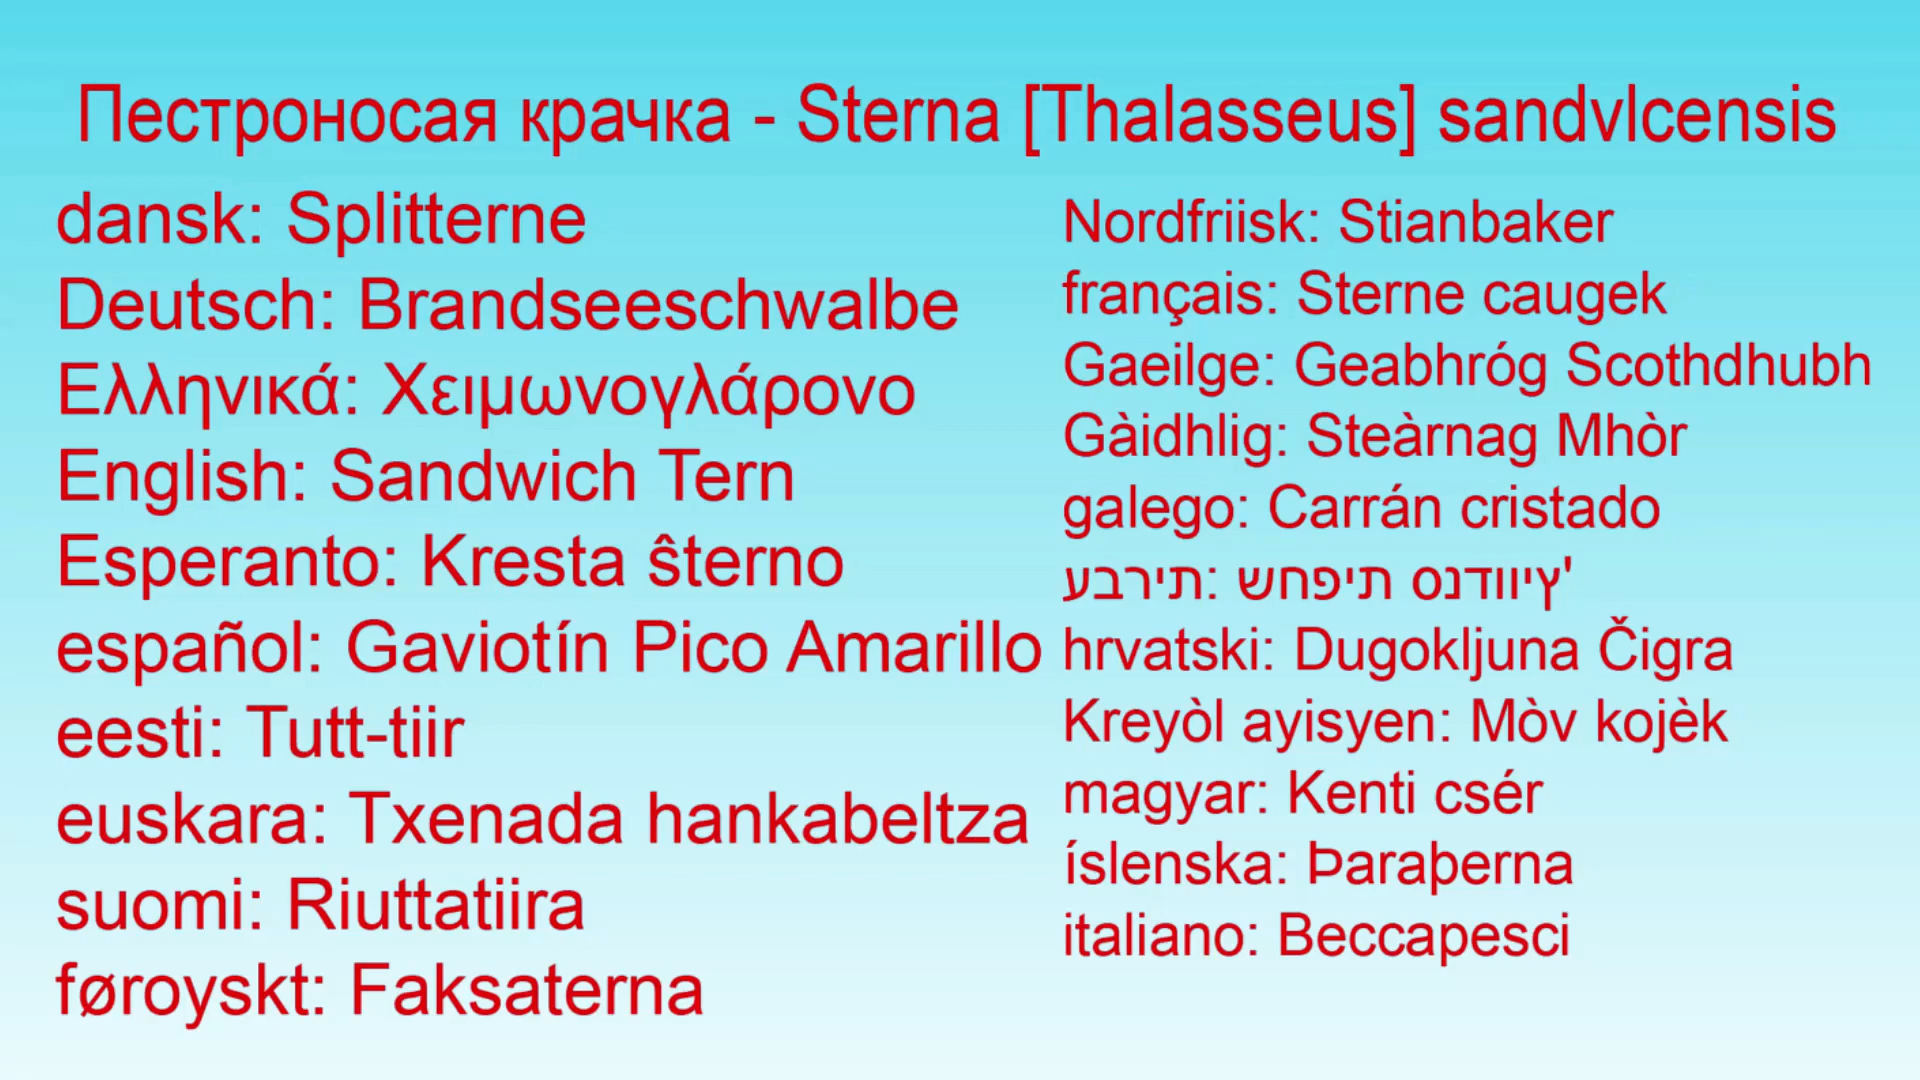 Пестроносая крачка - Sterna [Thalasseus] sandvlcensis
dansk: Splitterne
Deutsch: Brandseeschwalbe
Ελληνικά: Χειμωνογλάρονο
English: Sandwich Tern
Esperanto: Kresta ŝterno
español: Gaviotín Pico Amarillo
eesti: Tutt-tiir
euskara: Txenada hankabeltza
suomi: Riuttatiira
føroyskt: Faksaterna
Nordfriisk: Stianbaker
français: Sterne caugek
Gaeilge: Geabhróg Scothdhubh
Gàidhlig: Steàrnag Mhòr
galego: Carrán cristado
עברית: שחפית סנדוויץ'
hrvatski: Dugokljuna Čigra
Kreyòl ayisyen: Mòv kojèk
magyar: Kenti csér
íslenska: Þaraþerna
italiano: Beccapesci